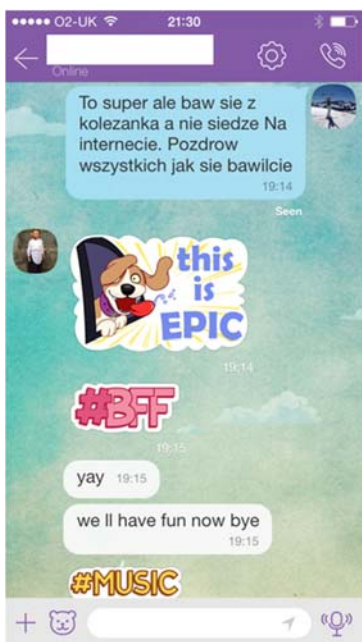 O2-UK 21:30
Online
To super ale baw sie z
kolezanka a nie siedze Na
internecie. Pozdrow
wszystkich jak sie bawilcie
19:14
Seen
this
is
EPIC
19:14
#BFF
19:15
yay 19:15
we ll have fun now bye
19:15
#MUSIC